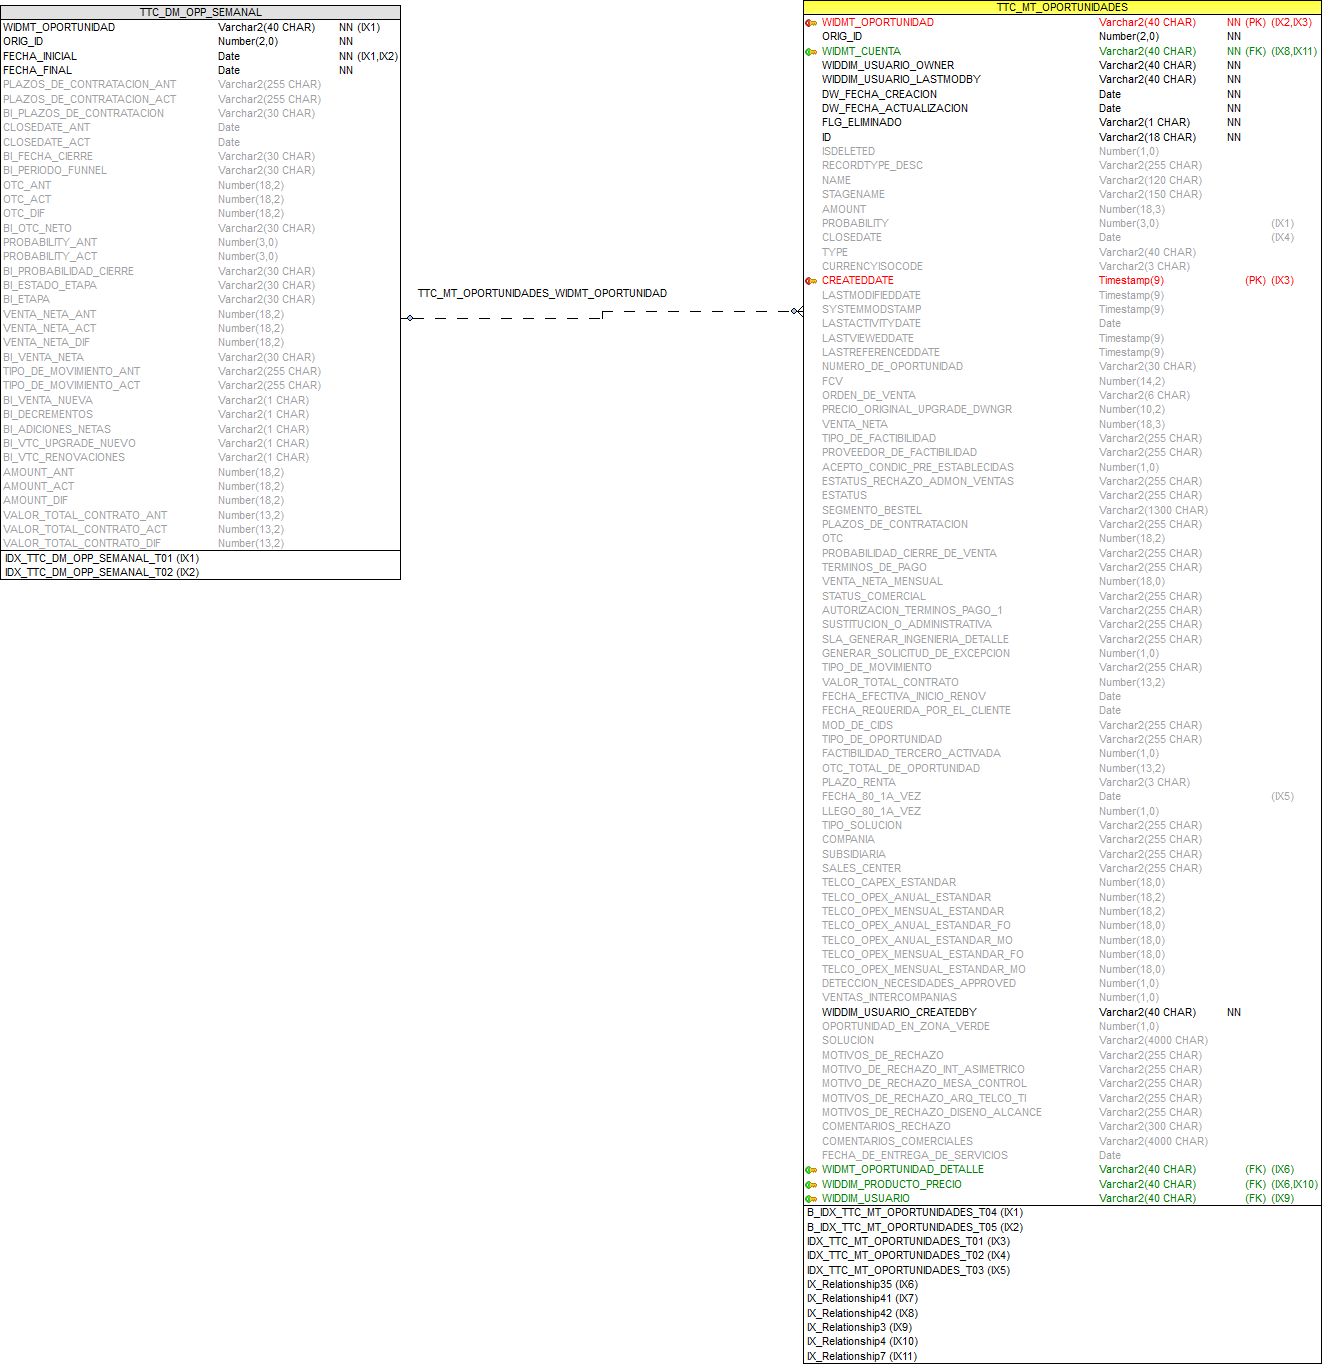 TTC_DM_OPP_SEMANAL
WIDMT_OPORTUNIDAD Varchar2(40 CHAR) NN (IX1)
ORIG_ID Number(2,0) NN
FECHA_INICIAL Date NN (IX1,IX2)
FECHA_FINAL Date NN
PLAZOS_DE_CONTRATACION_ANT Varchar2(255 CHAR)
PLAZOS_DE_CONTRATACION_ACT Varchar2(255 CHAR)
BI_PLAZOS_DE_CONTRATACION Varchar2(30 CHAR)
CLOSEDATE_ANT Date
CLOSEDATE_ACT Date
BI_FECHA_CIERRE Varchar2(30 CHAR)
BI_PERIODO_FUNNEL Varchar2(30 CHAR)
OTC_ANT Number(18,2)
OTC_ACT Number(18,2)
OTC_DIF Number(18,2)
BI_OTC_NETO Varchar2(30 CHAR)
PROBABILITY_ANT Number(3,0)
PROBABILITY_ACT Number(3,0)
BI_PROBABILIDAD_CIERRE Varchar2(30 CHAR)
BI_ESTADO_ETAPA Varchar2(30 CHAR)
BI_ETAPA Varchar2(30 CHAR)
VENTA_NETA_ANT Number(18,2)
VENTA_NETA_ACT Number(18,2)
VENTA_NETA_DIF Number(18,2)
BI_VENTA_NETA Varchar2(30 CHAR)
TIPO_DE_MOVIMIENTO_ANT Varchar2(255 CHAR)
TIPO_DE_MOVIMIENTO_ACT Varchar2(255 CHAR)
BI_VENTA_NUEVA Varchar2(1 CHAR)
BI_DECREMENTOS Varchar2(1 CHAR)
BI_ADICIONES_NETAS Varchar2(1 CHAR)
BI_VTC_UPGRADE_NUEVO Varchar2(1 CHAR)
BI_VTC_RENOVACIONES Varchar2(1 CHAR)
AMOUNT_ANT Number(18,2)
AMOUNT_ACT Number(18,2)
AMOUNT_DIF Number(18,2)
VALOR_TOTAL_CONTRATO_ANT Number(13,2)
VALOR_TOTAL_CONTRATO_ACT Number(13,2)
VALOR_TOTAL_CONTRATO_DIF Number(13,2)
IDX_TTC_DM_OPP_SEMANAL_T01 (IX1)
IDX_TTC_DM_OPP_SEMANAL_T02 (IX2)
TTC_MT_OPORTUNIDADES_WIDMT_OPORTUNIDAD
TTC_MT_OPORTUNIDADES
WIDMT_OPORTUNIDAD Varchar2(40 CHAR) NN (PK) (IX2,IX3)
ORIG_ID Number(2,0) NN
WIDMT_CUENTA Varchar2(40 CHAR) NN (FK) (IX8,IX11)
WIDDIM_USUARIO_OWNER Varchar2(40 CHAR) NN
WIDDIM_USUARIO_LASTMODBY Varchar2(40 CHAR) NN
DW_FECHA_CREACION Date NN
DW_FECHA_ACTUALIZACION Date NN
FLG_ELIMINADO Varchar2(1 CHAR) NN
ID Varchar2(18 CHAR) NN
ISDELETED Number(1,0)
RECORDTYPE_DESC Varchar2(255 CHAR)
NAME Varchar2(120 CHAR)
STAGENAME Varchar2(150 CHAR)
AMOUNT Number(18,3)
PROBABILITY Number(3,0) (IX1)
CLOSEDATE Date (IX4)
TYPE Varchar2(40 CHAR)
CURRENCYISOCODE Varchar2(3 CHAR)
CREATEDDATE Timestamp(9) (PK) (IX3)
LASTMODIFIEDDATE Timestamp(9)
SYSTEMMODSTAMP Timestamp(9)
LASTACTIVITYDATE Date
LASTVIEWEDDATE Timestamp(9)
LASTREFERENCEDDATE Timestamp(9)
NUMERO_DE_OPORTUNIDAD Varchar2(30 CHAR)
FCV Number(14,2)
ORDEN_DE_VENTA Varchar2(6 CHAR)
PRECIO_ORIGINAL_UPGRADE_DWNGR Number(10,2)
VENTA_NETA Number(18,3)
TIPO_DE_FACTIBILIDAD Varchar2(255 CHAR)
PROVEEDOR_DE_FACTIBILIDAD Varchar2(255 CHAR)
ACEPTO_CONDIC_PRE_ESTABLECIDAS Number(1,0)
ESTATUS_RECHAZO_ADMON_VENTAS Varchar2(255 CHAR)
ESTATUS Varchar2(255 CHAR)
SEGMENTO_BESTEL Varchar2(1300 CHAR)
PLAZOS_DE_CONTRATACION Varchar2(255 CHAR)
OTC Number(18,2)
PROBABILIDAD_CIERRE_DE_VENTA Varchar2(255 CHAR)
TERMINOS_DE_PAGO Varchar2(255 CHAR)
VENTA_NETA_MENSUAL Number(18,0)
STATUS_COMERCIAL Varchar2(255 CHAR)
AUTORIZACION_TERMINOS_PAGO_1 Varchar2(255 CHAR)
SUSTITUCION_O_ADMINISTRATIVA Varchar2(255 CHAR)
SLA_GENERAR_INGENIERIA_DETALLE Varchar2(255 CHAR)
GENERAR_SOLICITUD_DE_EXCEPCION Number(1,0)
TIPO_DE_MOVIMIENTO Varchar2(255 CHAR)
VALOR_TOTAL_CONTRATO Number(13,2)
FECHA_EFECTIVA_INICIO_RENOV Date
FECHA_REQUERIDA_POR_EL_CLIENTE Date
MOD_DE_CIDS Varchar2(255 CHAR)
TIPO_DE_OPORTUNIDAD Varchar2(255 CHAR)
FACTIBILIDAD_TERCERO_ACTIVADA Number(1,0)
OTC_TOTAL_DE_OPORTUNIDAD Number(13,2)
PLAZO_RENTA Varchar2(3 CHAR)
FECHA_80_1A_VEZ Date (IX5)
LLEGO_80_1A_VEZ Number(1,0)
TIPO_SOLUCION Varchar2(255 CHAR)
COMPANIA Varchar2(255 CHAR)
SUBSIDIARIA Varchar2(255 CHAR)
SALES_CENTER Varchar2(255 CHAR)
TELCO_CAPEX_ESTANDAR Number(18,0)
TELCO_OPEX_ANUAL_ESTANDAR Number(18,2)
TELCO_OPEX_MENSUAL_ESTANDAR Number(18,2)
TELCO_OPEX_ANUAL_ESTANDAR_FO Number(18,0)
TELCO_OPEX_ANUAL_ESTANDAR_MO Number(18,0)
TELCO_OPEX_MENSUAL_ESTANDAR_FO Number(18,0)
TELCO_OPEX_MENSUAL_ESTANDAR_MO Number(18,0)
DETECCION_NECESIDADES_APPROVED Number(1,0)
VENTAS_INTERCOMPANIAS Number(1,0)
WIDDIM_USUARIO_CREATEDBY Varchar2(40 CHAR) NN
OPORTUNIDAD_EN_ZONA_VERDE Number(1,0)
SOLUCION Varchar2(4000 CHAR)
MOTIVOS_DE_RECHAZO Varchar2(255 CHAR)
MOTIVO_DE_RECHAZO_INT_ASIMETRICO Varchar2(255 CHAR)
MOTIVO_DE_RECHAZO_MESA_CONTROL Varchar2(255 CHAR)
MOTIVOS_DE_RECHAZO_ARQ_TELCO_TI Varchar2(255 CHAR)
MOTIVOS_DE_RECHAZO_DISENO_ALCANCE Varchar2(255 CHAR)
COMENTARIOS_RECHAZO Varchar2(300 CHAR)
COMENTARIOS_COMERCIALES Varchar2(4000 CHAR)
FECHA_DE_ENTREGA_DE_SERVICIOS Date
WIDMT_OPORTUNIDAD_DETALLE Varchar2(40 CHAR) (FK) (IX6)
WIDDIM_PRODUCTO_PRECIO Varchar2(40 CHAR) (FK) (IX6,IX10)
WIDDIM_USUARIO Varchar2(40 CHAR) (FK) (IX9)
B_IDX_TTC_MT_OPORTUNIDADES_T04 (IX1)
B_IDX_TTC_MT_OPORTUNIDADES_T05 (IX2)
IDX_TTC_MT_OPORTUNIDADES_T01 (IX3)
IDX_TTC_MT_OPORTUNIDADES_T02 (IX4)
IDX_TTC_MT_OPORTUNIDADES_T03 (IX5)
IX_Relationship35 (IX6)
IX_Relationship41 (IX7)
IX_Relationship42 (IX8)
IX_Relationship3 (IX9)
IX_Relationship4 (IX10)
IX_Relationship7 (IX11)